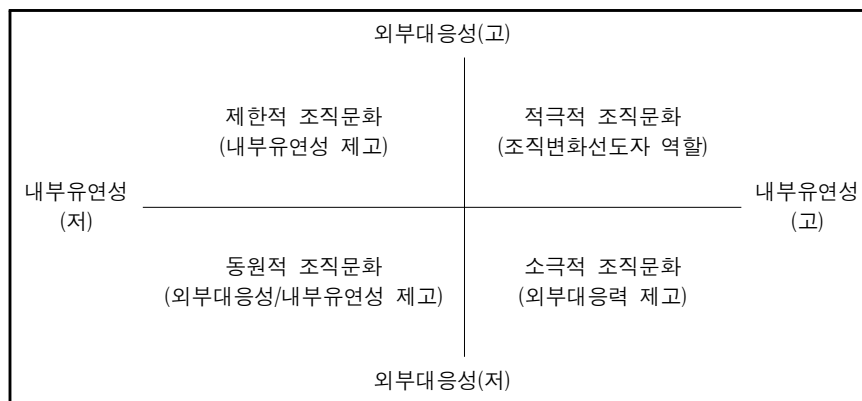 외부대응성(고)
제한적 조직문화
(내부유연성 제고)
적극적 조직문화
(조직변화선도자 역할)
내부유연성
(저)
내부유연성
(고)
동원적 조직문화
(외부대응성/내부유연성 제고)
소극적 조직문화
(외부대응력 제고)
외부대응성(저)